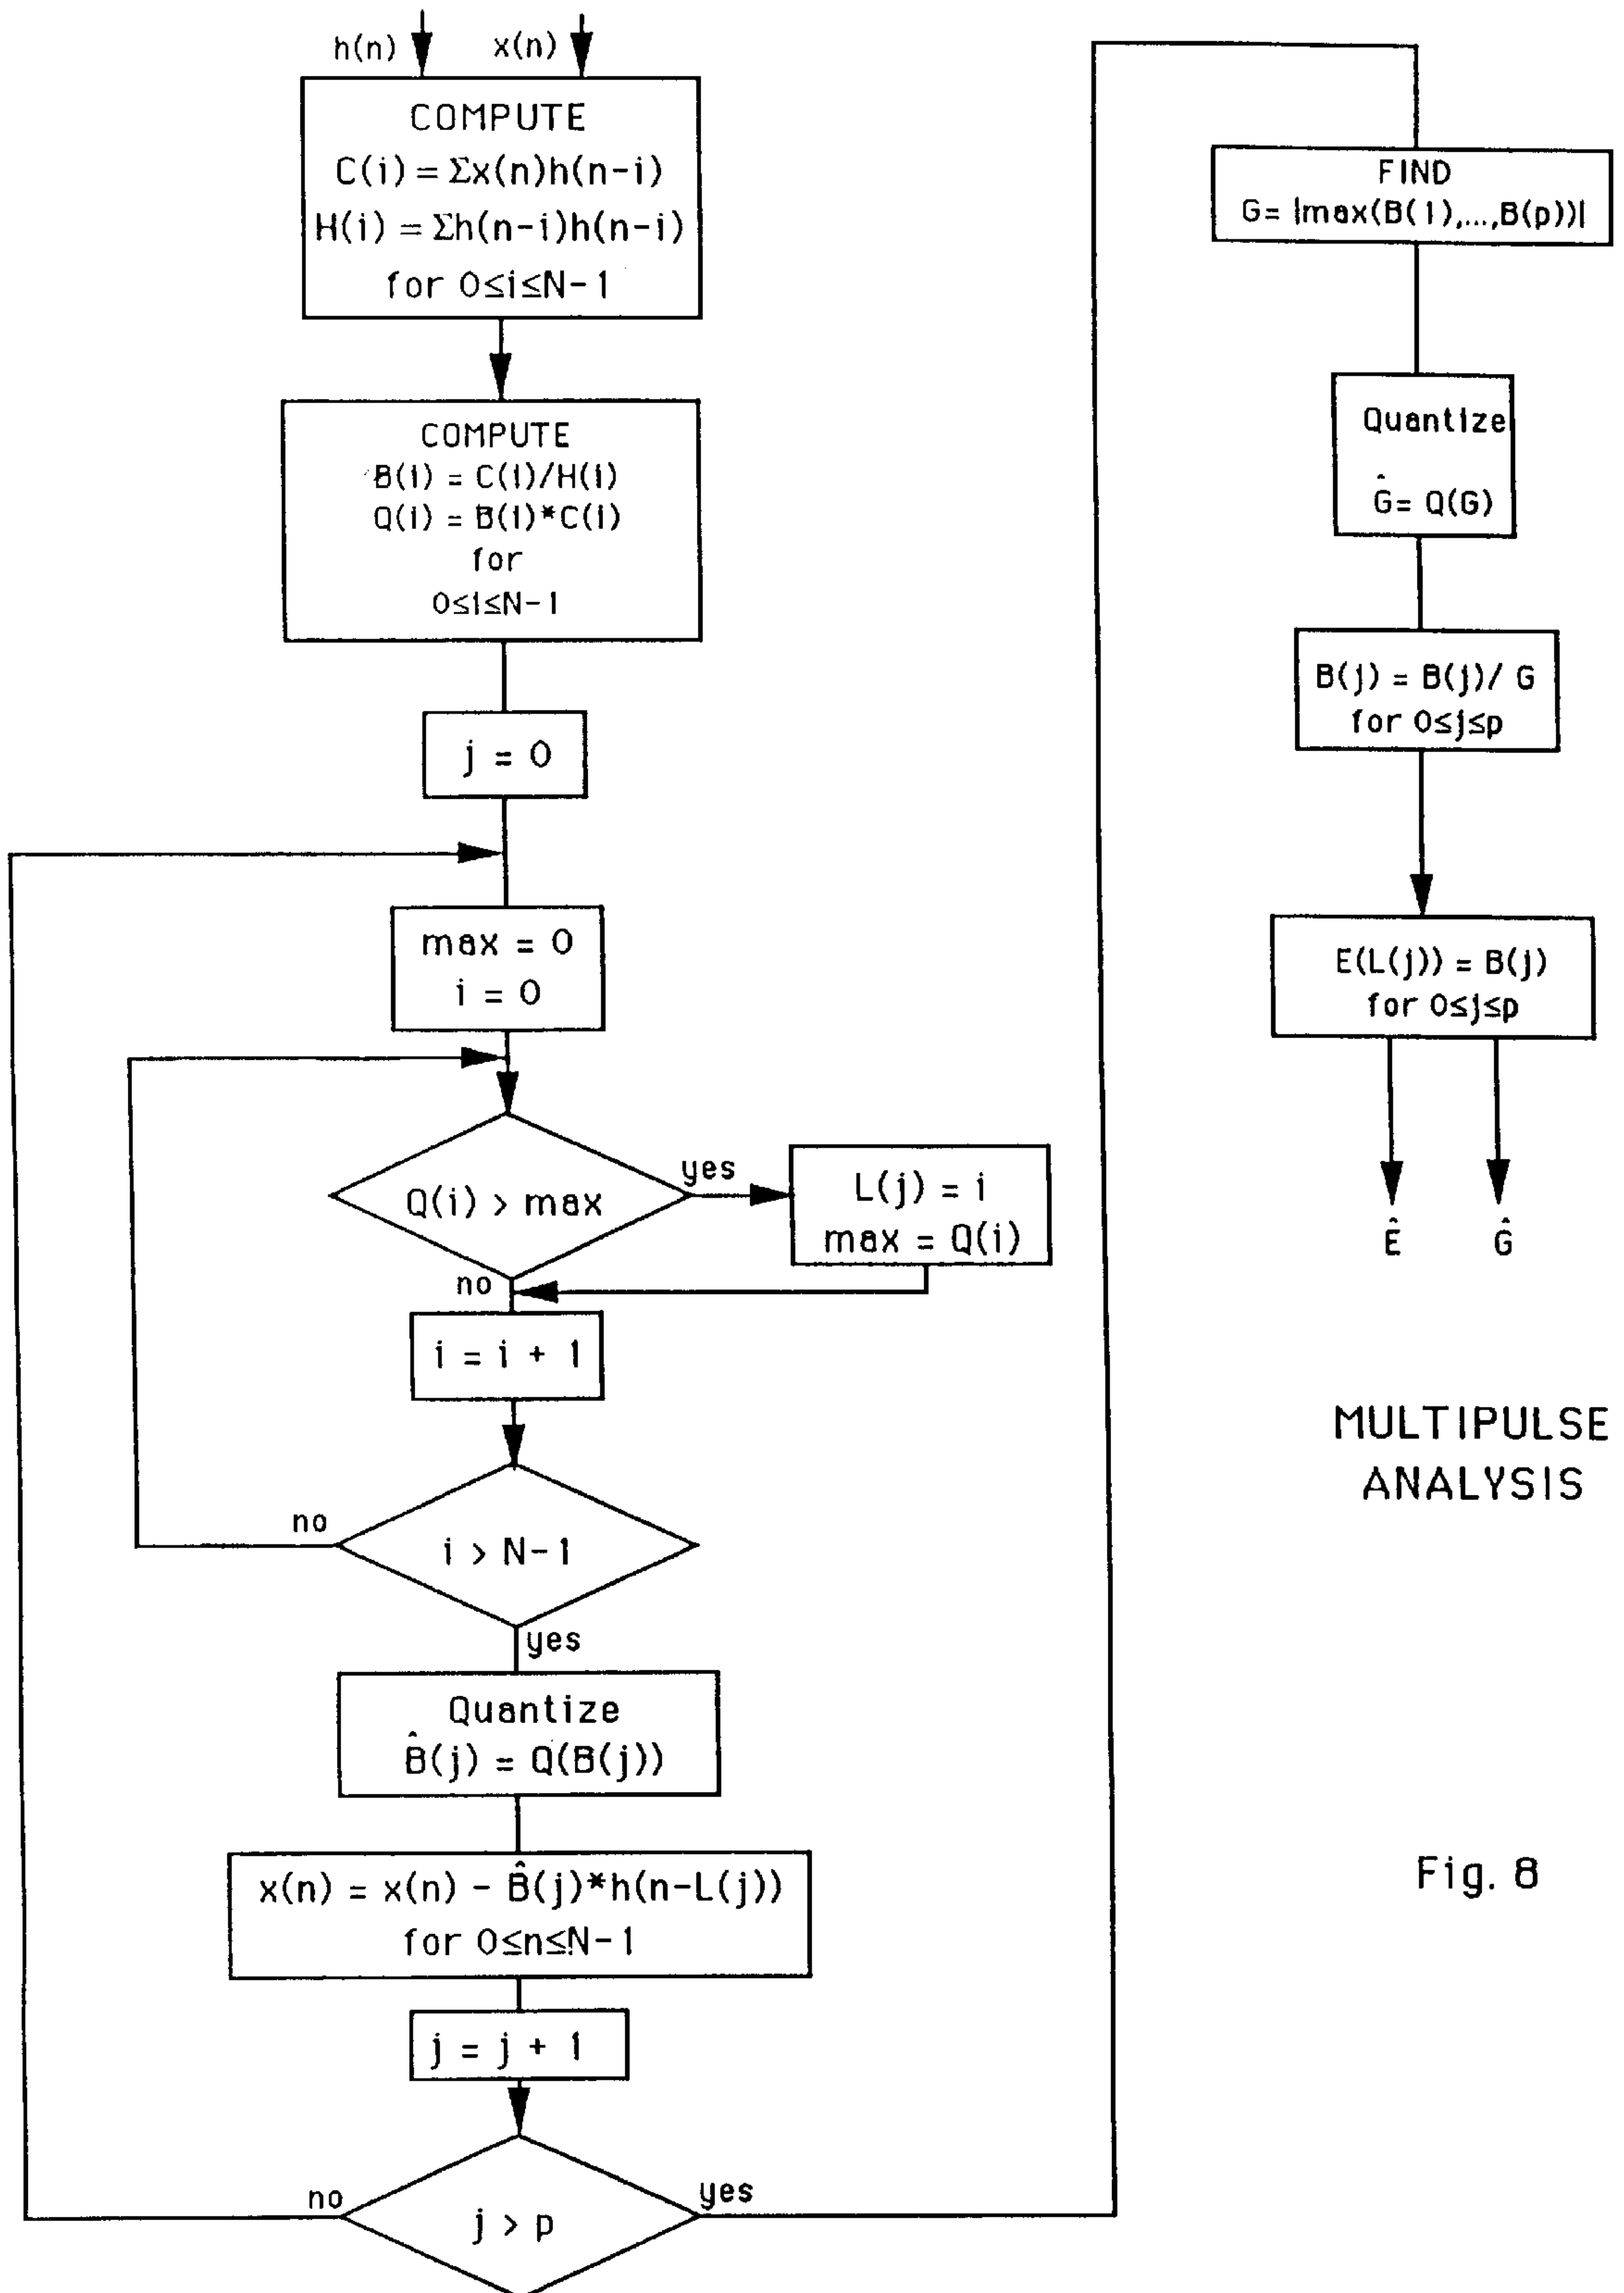 h(n) x(n)
COMPUTE
C(i) = Σx(n)h(n-i)
H(i) = Σh(n-i)h(n-i)
for 0≤i≤N-1
COMPUTE
B(i) = C(i)/H(i)
Q(i) = B(i)*C(i)
for
0≤i≤N-1
j = 0
max = 0
i = 0
Q(i) > max
yes
L(j) = i
max = Q(i)
no
i = i + 1
i > N-1
no
yes
Quantize
B̂(j) = Q(B(j))
x(n) = x(n) - B̂(j)*h(n-L(j))
for 0≤n≤N-1
j = j + 1
j > p
no
yes
FIND
G= |max(B(1),...,B(p))|
Quantize
Ĝ= Q(G)
B(j) = B(j)/ G
for 0≤j≤p
E(L(j)) = B(j)
for 0≤j≤p
Ê Ĝ
MULTIPULSE
ANALYSIS
Fig. 8